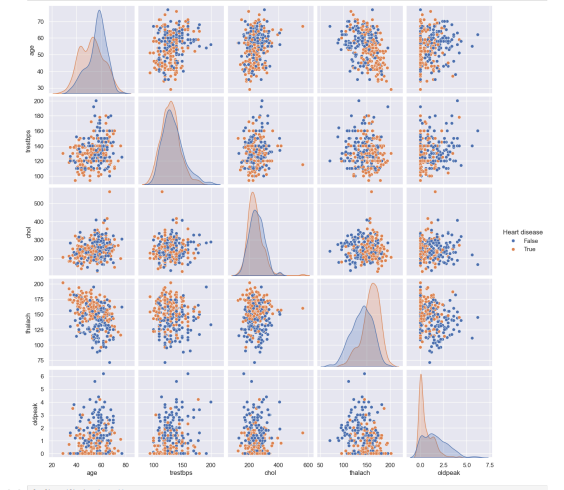 70
60
50
40
30
age
200
180
160
140
120
100
trestbps
500
400
300
200
chol
Heart disease
False
True
200
175
150
125
100
75
thalach
6
5
4
3
2
1
0
oldpeak
20 40 60 80
age
100 150 200
trestbps
200 400 600
chol
50 100 150 200
thalach
0.0 2.5 5.0 7.5
oldpeak